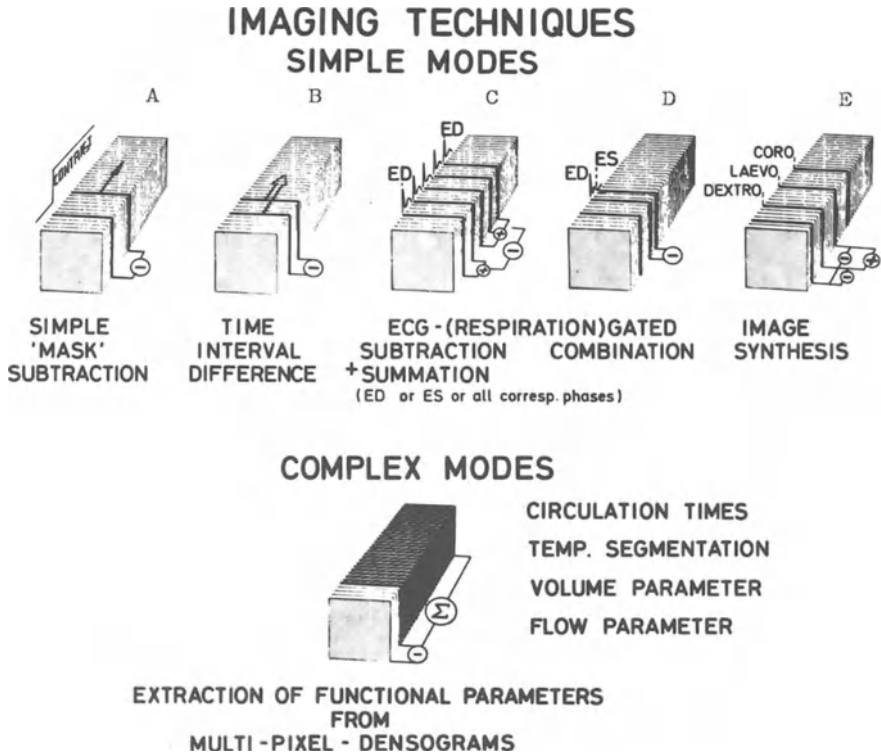 IMAGING TECHNIQUES
SIMPLE MODES
A B C D E
CONTRAST
ED ED
ED ES
CORO,
LAEVO,
DEXTRO,
− − + + − − − − +
SIMPLE 'MASK' SUBTRACTION
TIME INTERVAL DIFFERENCE
ECG-(RESPIRATION)GATED
SUBTRACTION + SUMMATION
COMBINATION
(ED or ES or all corresp. phases)
IMAGE SYNTHESIS
COMPLEX MODES
CIRCULATION TIMES
TEMP. SEGMENTATION
VOLUME PARAMETER
FLOW PARAMETER
Σ
−
EXTRACTION OF FUNCTIONAL PARAMETERS
FROM
MULTI-PIXEL-DENSOGRAMS